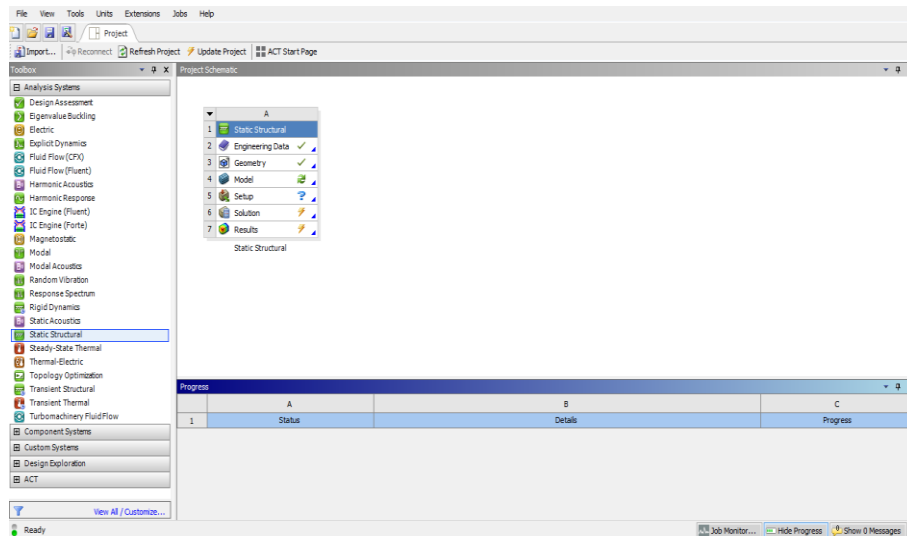 File View Tools Units Extensions Jobs Help
Project
Import... Reconnect Refresh Project Update Project ACT Start Page
Toolbox
Analysis Systems
Design Assessment
Eigenvalue Buckling
Electric
Explicit Dynamics
Fluid Flow (CFX)
Fluid Flow (Fluent)
Harmonic Acoustics
Harmonic Response
IC Engine (Fluent)
IC Engine (Forte)
Magnetostatic
Modal
Modal Acoustics
Random Vibration
Response Spectrum
Rigid Dynamics
Static Acoustics
Static Structural
Steady-State Thermal
Thermal-Electric
Topology Optimization
Transient Structural
Transient Thermal
Turbomachinery Fluid Flow
Component Systems
Custom Systems
Design Exploration
ACT
View All / Customize...
Project Schematic
A
1 Static Structural
2 Engineering Data
3 Geometry
4 Model
5 Setup ?
6 Solution
7 Results
Static Structural
Progress
A B C
1 Status Details Progress
Ready
Job Monitor... Hide Progress Show 0 Messages